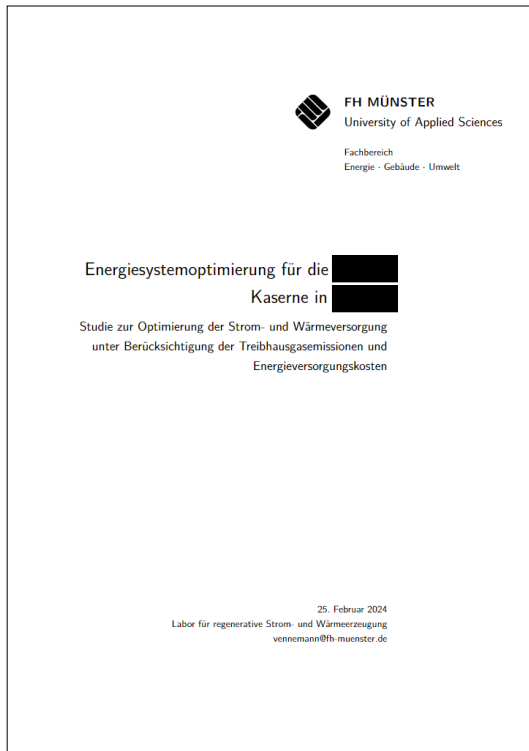 FH MÜNSTER
University of Applied Sciences
Fachbereich
Energie · Gebäude · Umwelt
Energiesystemoptimierung für die
Kaserne in
Studie zur Optimierung der Strom- und Wärmeversorgung
unter Berücksichtigung der Treibhausgasemissionen und
Energieversorgungskosten
25. Februar 2024
Labor für regenerative Strom- und Wärmeerzeugung
vennemann@fh-muenster.de